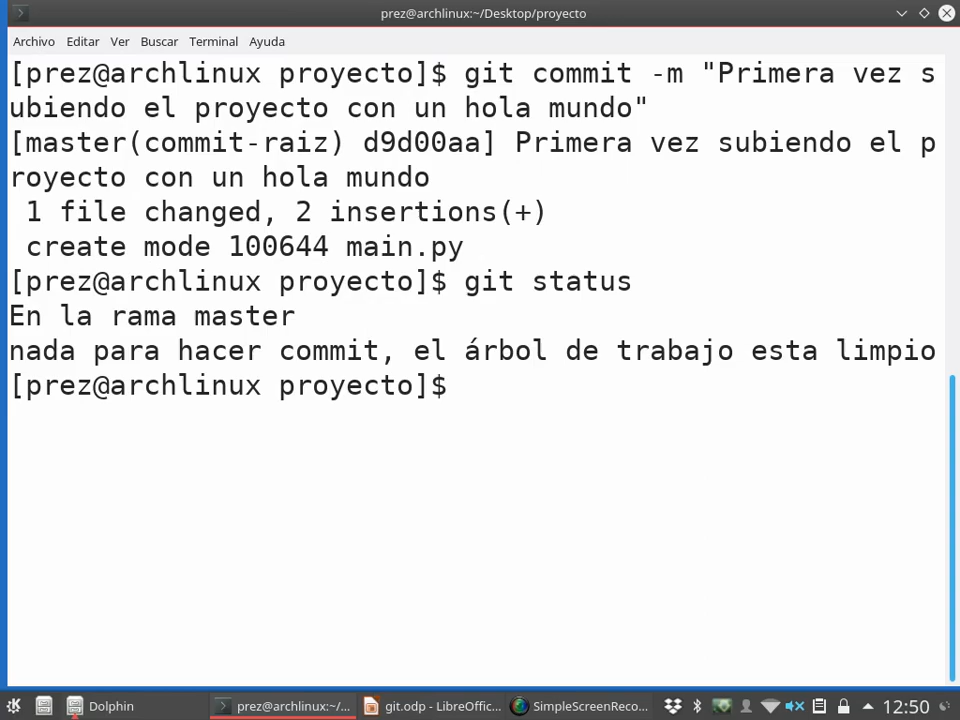 prez@archlinux:~/Desktop/proyecto
Archivo Editar Ver Buscar Terminal Ayuda
[prez@archlinux proyecto]$ git commit -m "Primera vez s
ubiendo el proyecto con un hola mundo"
[master(commit-raiz) d9d00aa] Primera vez subiendo el p
royecto con un hola mundo
1 file changed, 2 insertions(+)
create mode 100644 main.py
[prez@archlinux proyecto]$ git status
En la rama master
nada para hacer commit, el árbol de trabajo esta limpio
[prez@archlinux proyecto]$
Dolphin prez@archlinux:~/... git.odp - LibreOffic... SimpleScreenReco... 12:50